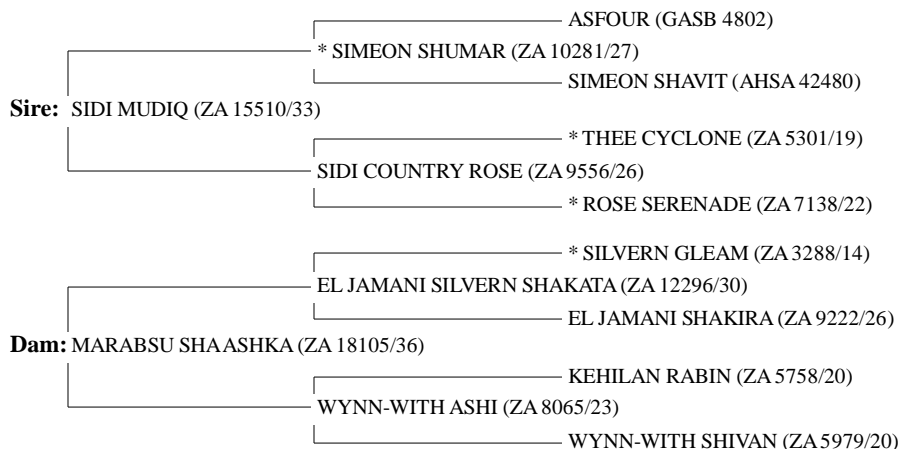 ASFOUR (GASB 4802)
* SIMEON SHUMAR (ZA 10281/27)
SIMEON SHAVIT (AHSA 42480)
Sire: SIDI MUDIQ (ZA 15510/33)
* THEE CYCLONE (ZA 5301/19)
SIDI COUNTRY ROSE (ZA 9556/26)
* ROSE SERENADE (ZA 7138/22)
* SILVERN GLEAM (ZA 3288/14)
EL JAMANI SILVERN SHAKATA (ZA 12296/30)
EL JAMANI SHAKIRA (ZA 9222/26)
Dam: MARABSU SHAASHKA (ZA 18105/36)
KEHILAN RABIN (ZA 5758/20)
WYNN-WITH ASHI (ZA 8065/23)
WYNN-WITH SHIVAN (ZA 5979/20)